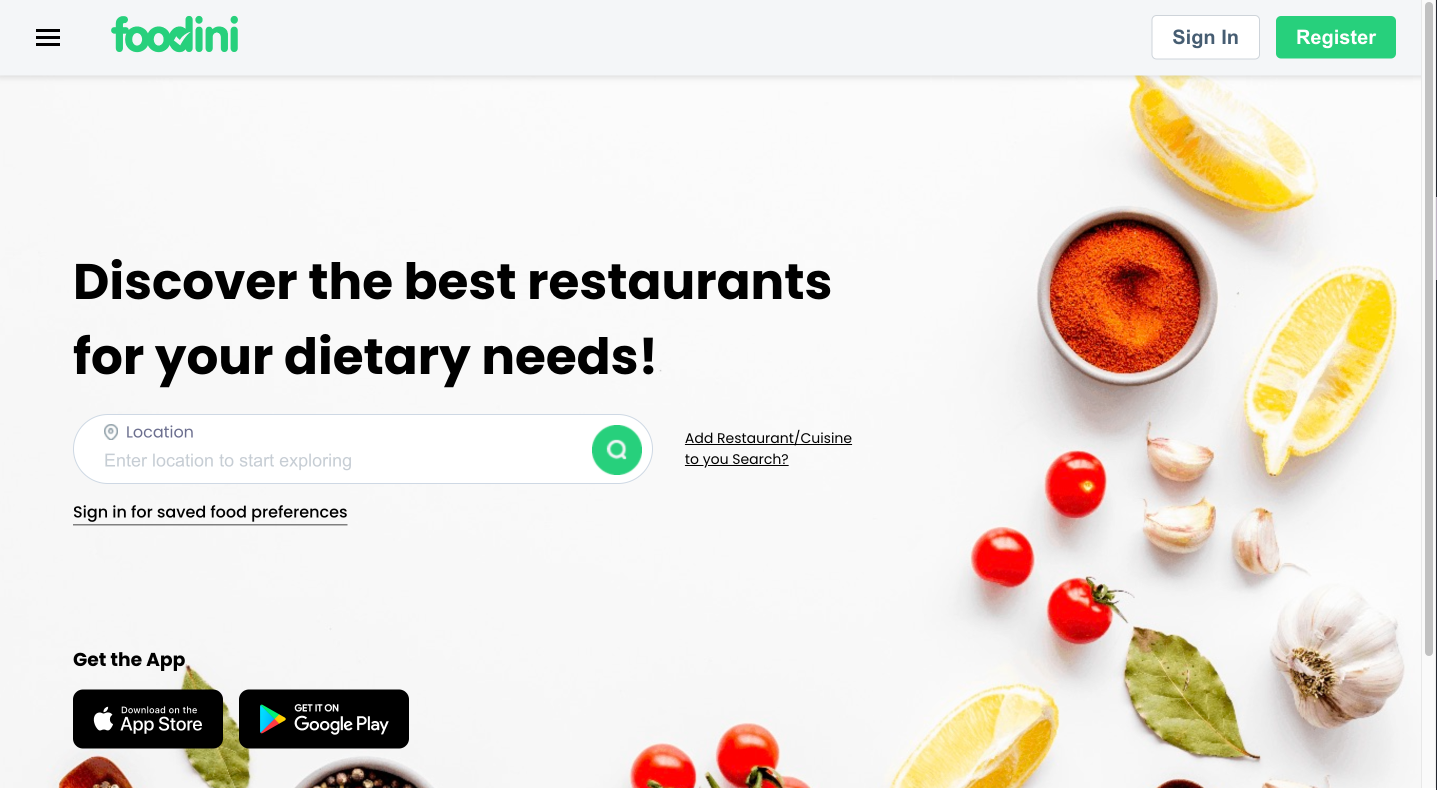 foodini
Sign In
Register
Discover the best restaurants
for your dietary needs!
Location
Enter location to start exploring
Add Restaurant/Cuisine
to you Search?
Sign in for saved food preferences
Get the App
Download on the
App Store
GET IT ON
Google Play